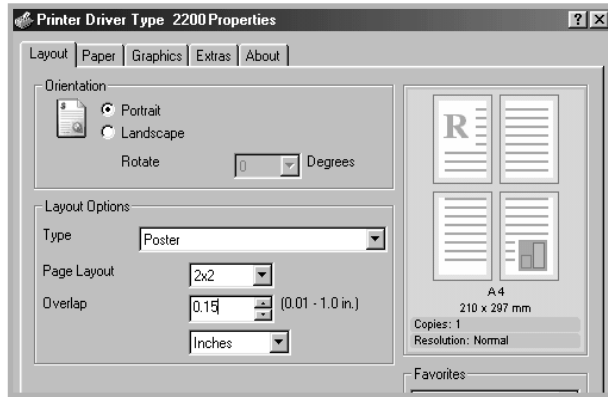 Printer Driver Type 2200 Properties
Layout Paper Graphics Extras About
Orientation
Portrait
Landscape
Rotate 0 Degrees
Layout Options
Type Poster
Page Layout 2x2
Overlap 0.15 (0.01 - 1.0 in.)
Inches
R
A4
210 x 297 mm
Copies: 1
Resolution: Normal
Favorites